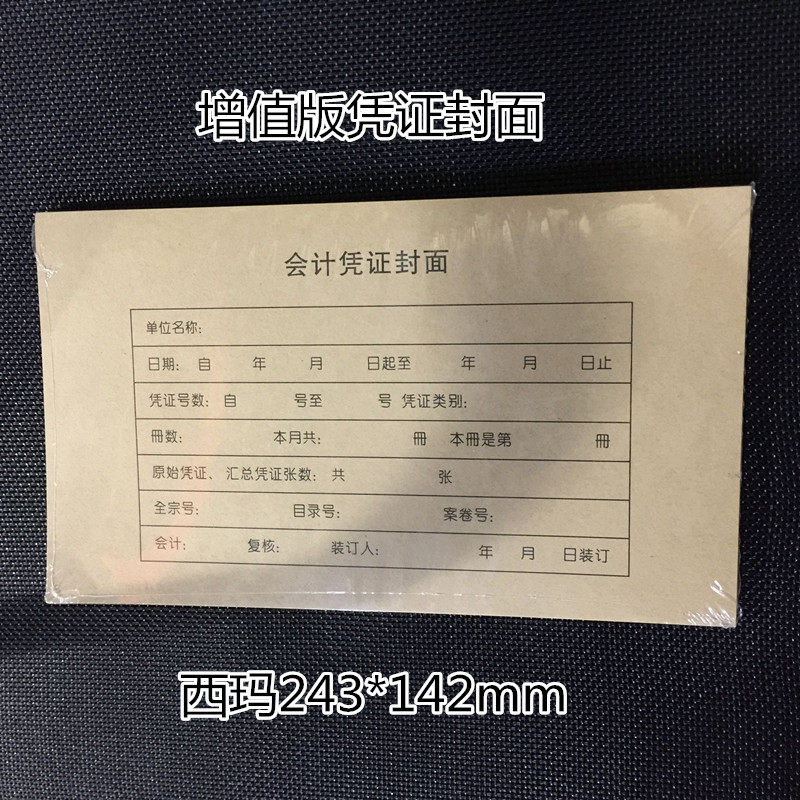 增值版凭证封面
会计凭证封面
单位名称:
日期: 自 年 月 日起至 年 月 日止
凭证号数: 自 号至 号 凭证类别:
冊数: 本月共: 冊 本冊是第 冊
原始凭证、汇总凭证张数: 共 张
全宗号: 目录号: 案卷号:
会计: 复核: 装订人: 年 月 日装订
西玛243*142mm